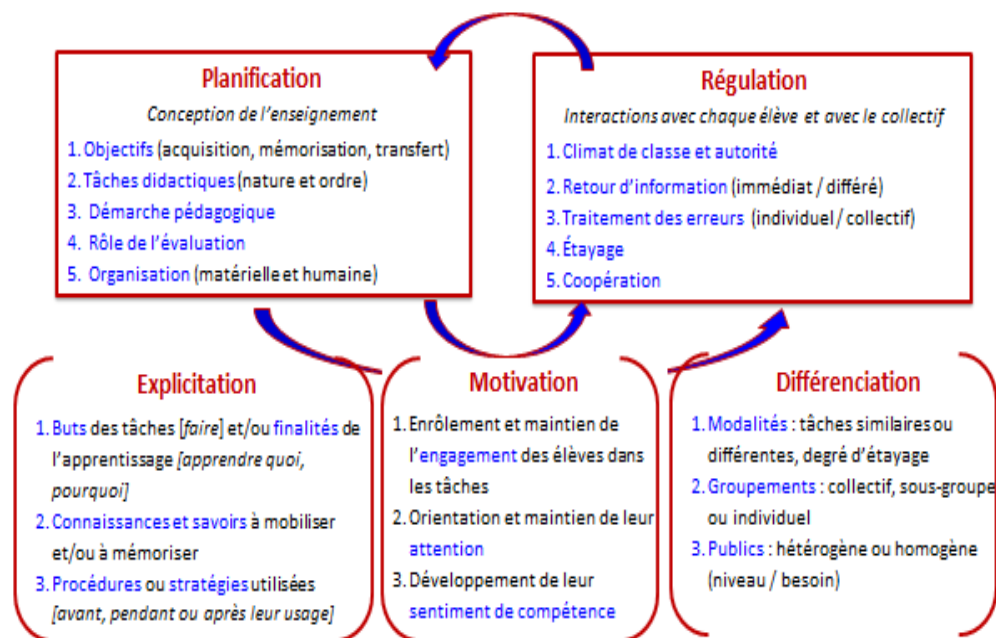 Planification
Conception de l'enseignement
1. Objectifs (acquisition, mémorisation, transfert)
2. Tâches didactiques (nature et ordre)
3. Démarche pédagogique
4. Rôle de l'évaluation
5. Organisation (matérielle et humaine)
Régulation
Interactions avec chaque élève et avec le collectif
1. Climat de classe et autorité
2. Retour d'information (immédiat / différé)
3. Traitement des erreurs (individuel / collectif)
4. Étayage
5. Coopération
Explicitation
1. Buts des tâches [faire] et/ou finalités de
l'apprentissage [apprendre quoi,
pourquoi]
2. Connaissances et savoirs à mobiliser
et/ou à mémoriser
3. Procédures ou stratégies utilisées
[avant, pendant ou après leur usage]
Motivation
1. Enrôlement et maintien de
l'engagement des élèves dans
les tâches
2. Orientation et maintien de leur
attention
3. Développement de leur
sentiment de compétence
Différenciation
1. Modalités : tâches similaires ou
différentes, degré d'étayage
2. Groupements : collectif, sous-groupe
ou individuel
3. Publics : hétérogène ou homogène
(niveau / besoin)